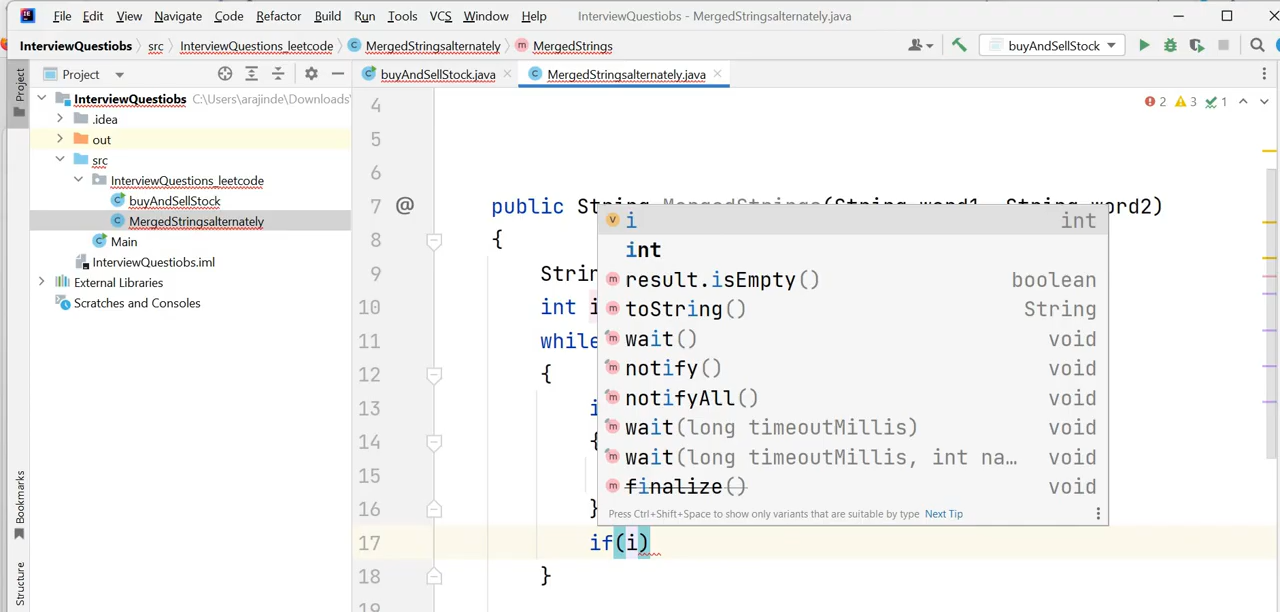 File Edit View Navigate Code Refactor Build Run Tools VCS Window Help InterviewQuestiobs - MergedStringsalternately.java
InterviewQuestiobs src InterviewQuestions_leetcode MergedStringsalternately MergedStrings buyAndSellStock
Project
Project
buyAndSellStock.java
MergedStringsalternately.java
InterviewQuestiobs C:\Users\arajinde\Downloads\
.idea
out
src
InterviewQuestions_leetcode
buyAndSellStock
MergedStringsalternately
Main
InterviewQuestiobs.iml
External Libraries
Scratches and Consoles
Bookmarks
Structure
2 3 1
4
5
6
7 @ public String MergedStrings(String word1, String word2)
8 {
9 Strin
10 int i
11 while
12 {
13 i
14 {
15
16 }
17 if(i)
18 }
19
i int
int
result.isEmpty() boolean
toString() String
wait() void
notify() void
notifyAll() void
wait(long timeoutMillis) void
wait(long timeoutMillis, int na… void
finalize() void
Press Ctrl+Shift+Space to show only variants that are suitable by type Next Tip